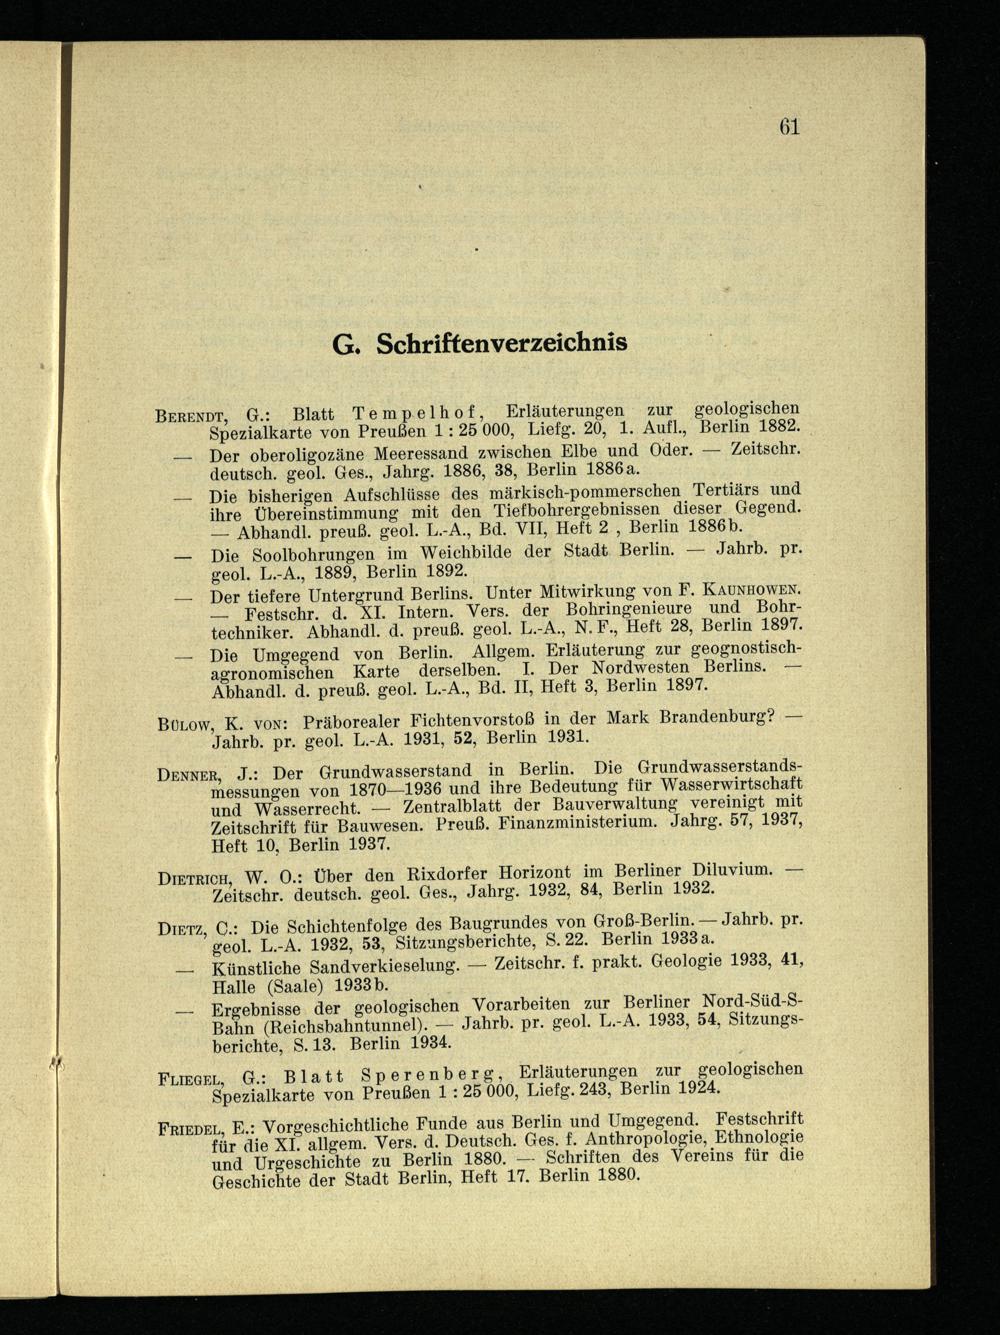 61
G. Schriftenverzeichnis
BERENDT, G.: Blatt Tempelhof, Erläuterungen zur geologischen
Spezialkarte von Preußen 1 : 25 000, Liefg. 20, 1. Aufl., Berlin 1882.
— Der oberoligozäne Meeressand zwischen Elbe und Oder. — Zeitschr.
deutsch. geol. Ges., Jahrg. 1886, 38, Berlin 1886a.
— Die bisherigen Aufschlüsse des märkisch-pommerschen Tertiärs und
ihre Übereinstimmung mit den Tiefbohrergebnissen dieser Gegend.
— Abhandl. preuß. geol. L.-A., Bd. VII, Heft 2 , Berlin 1886b.
— Die Soolbohrungen im Weichbilde der Stadt Berlin. — Jahrb. pr.
geol. L.-A., 1889, Berlin 1892.
— Der tiefere Untergrund Berlins. Unter Mitwirkung von F. KAUNHOWEN.
— Festschr. d. XI. Intern. Vers. der Bohringenieure und Bohr-
techniker. Abhandl. d. preuß. geol. L.-A., N. F., Heft 28, Berlin 1897.
— Die Umgegend von Berlin. Allgem. Erläuterung zur geognostisch-
agronomischen Karte derselben. I. Der Nordwesten Berlins. —
Abhandl. d. preuß. geol. L.-A., Bd. II, Heft 3, Berlin 1897.
BÜLOW, K. VON: Präborealer Fichtenvorstoß in der Mark Brandenburg? —
Jahrb. pr. geol. L.-A. 1931, 52, Berlin 1931.
DENNER, J.: Der Grundwasserstand in Berlin. Die Grundwasserstands-
messungen von 1870—1936 und ihre Bedeutung für Wasserwirtschaft
und Wasserrecht. — Zentralblatt der Bauverwaltung vereinigt mit
Zeitschrift für Bauwesen. Preuß. Finanzministerium. Jahrg. 57, 1937,
Heft 10, Berlin 1937.
DIETRICH, W. O.: Über den Rixdorfer Horizont im Berliner Diluvium. —
Zeitschr. deutsch. geol. Ges., Jahrg. 1932, 84, Berlin 1932.
DIETZ, C.: Die Schichtenfolge des Baugrundes von Groß-Berlin. — Jahrb. pr.
geol. L.-A. 1932, 53, Sitzungsberichte, S. 22. Berlin 1933a.
— Künstliche Sandverkieselung. — Zeitschr. f. prakt. Geologie 1933, 41,
Halle (Saale) 1933b.
— Ergebnisse der geologischen Vorarbeiten zur Berliner Nord-Süd-S-
Bahn (Reichsbahntunnel). — Jahrb. pr. geol. L.-A. 1933, 54, Sitzungs-
berichte, S. 13. Berlin 1934.
FLIEGEL, G.: Blatt Sperenberg, Erläuterungen zur geologischen
Spezialkarte von Preußen 1 : 25 000, Liefg. 243, Berlin 1924.
FRIEDEL, E.: Vorgeschichtliche Funde aus Berlin und Umgegend. Festschrift
für die XI. allgem. Vers. d. Deutsch. Ges. f. Anthropologie, Ethnologie
und Urgeschichte zu Berlin 1880. — Schriften des Vereins für die
Geschichte der Stadt Berlin, Heft 17. Berlin 1880.